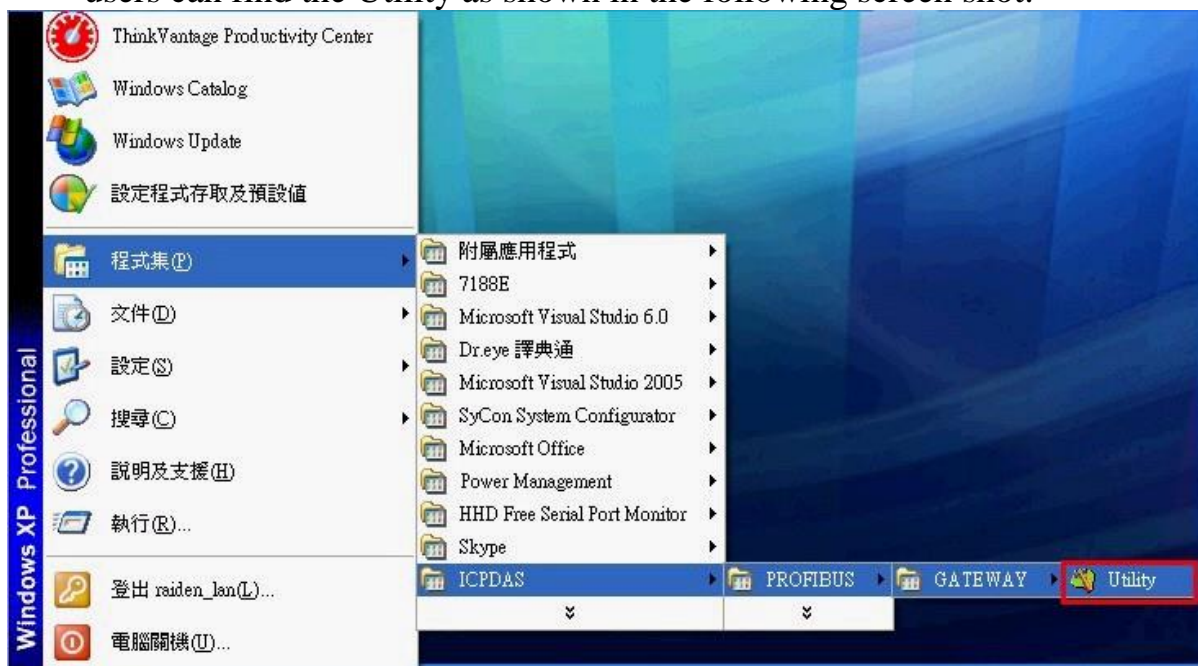 users can find the Utility as shown in the following screen shot:
ThinkVantage Productivity Center
Windows Catalog
Windows Update
設定程式存取及預設值
程式集(P)
文件(D)
設定(S)
搜尋(C)
說明及支援(H)
執行(R)...
登出 raiden_lan(L)...
電腦關機(U)...
Windows XP Professional
附屬應用程式
7188E
Microsoft Visual Studio 6.0
Dr.eye 譯典通
Microsoft Visual Studio 2005
SyCon System Configurator
Microsoft Office
Power Management
HHD Free Serial Port Monitor
Skype
ICPDAS
PROFIBUS
GATEWAY
Utility